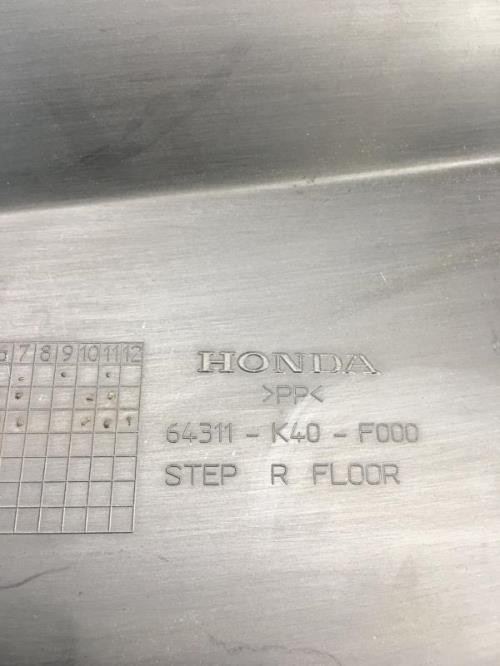 7 8 9 10 11 12
HONDA
>PP<
64311 - K40 - F000
STEP R FLOOR